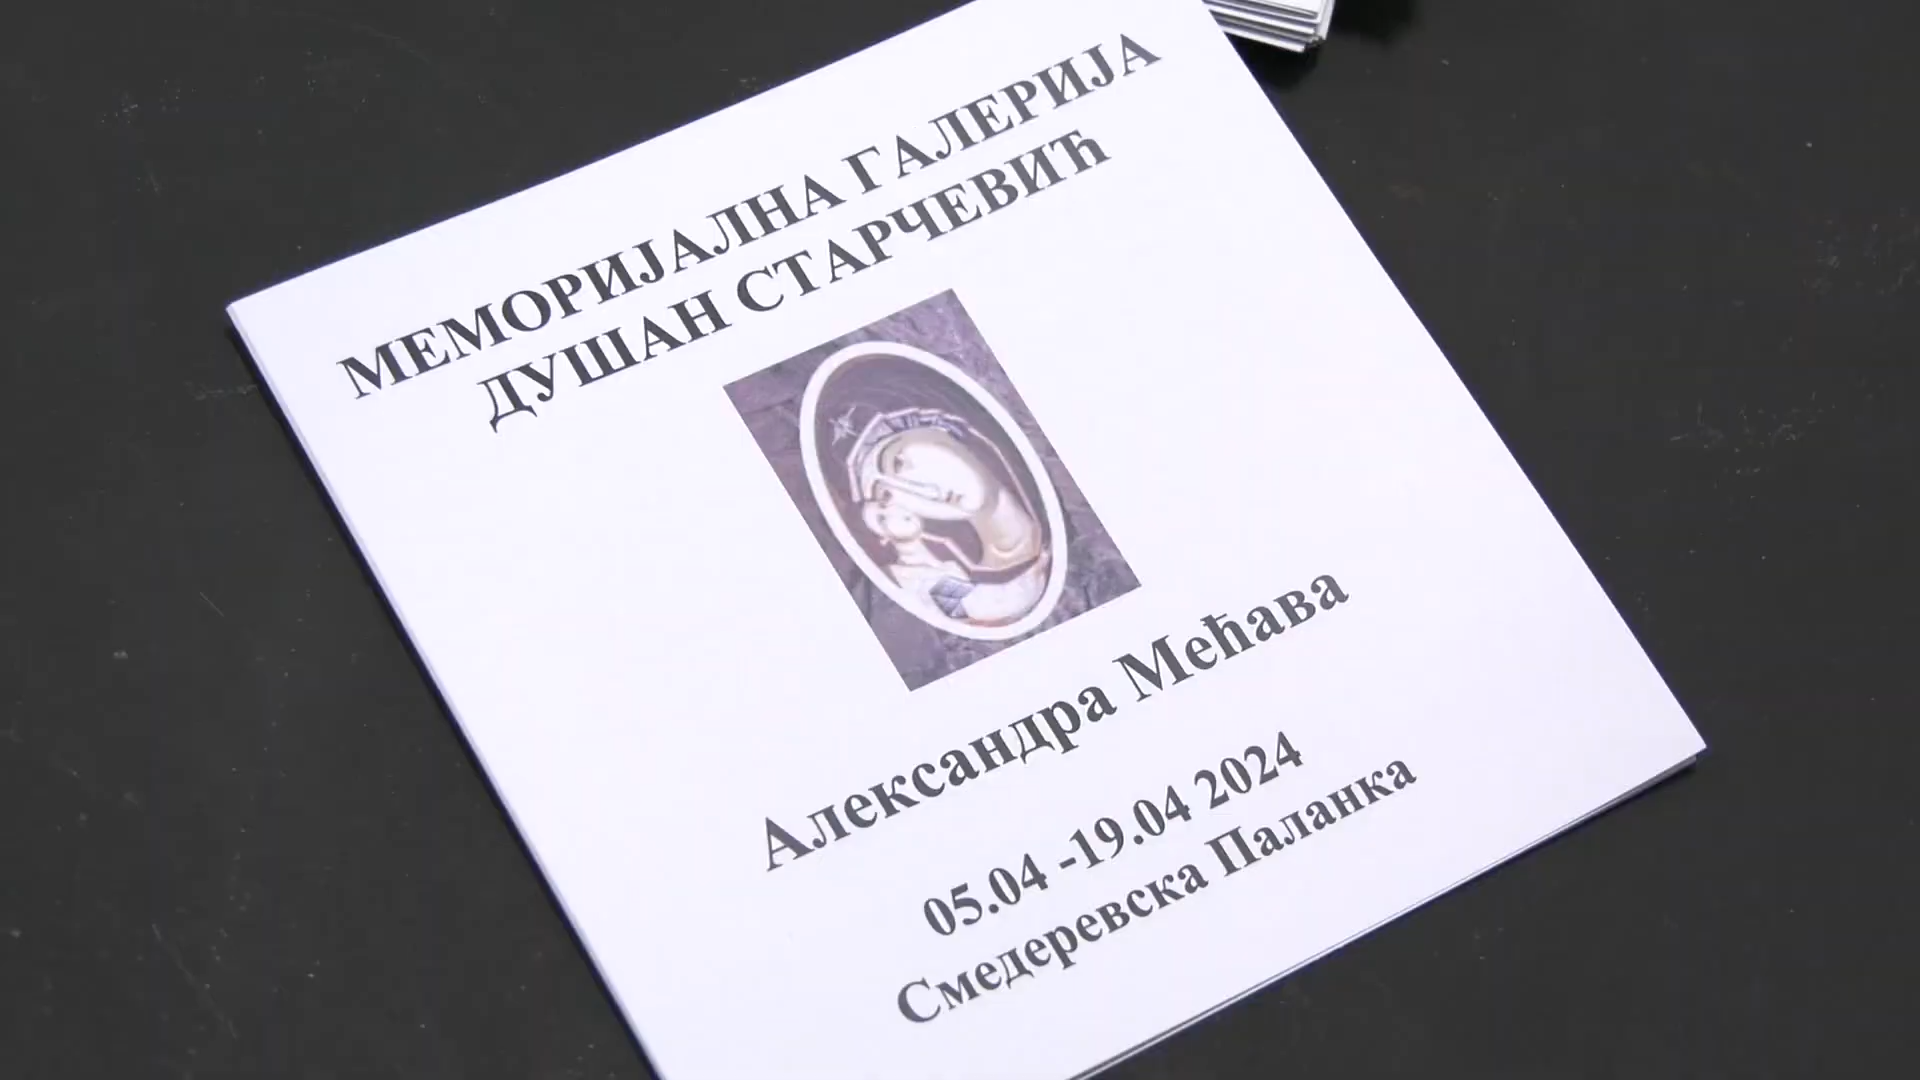 МЕМОРИЈАЛНА ГАЛЕРИЈА
ДУШАН СТАРЧЕВИЋ
Александра Мећава
05.04 -19.04 2024
Смедеревска Паланка